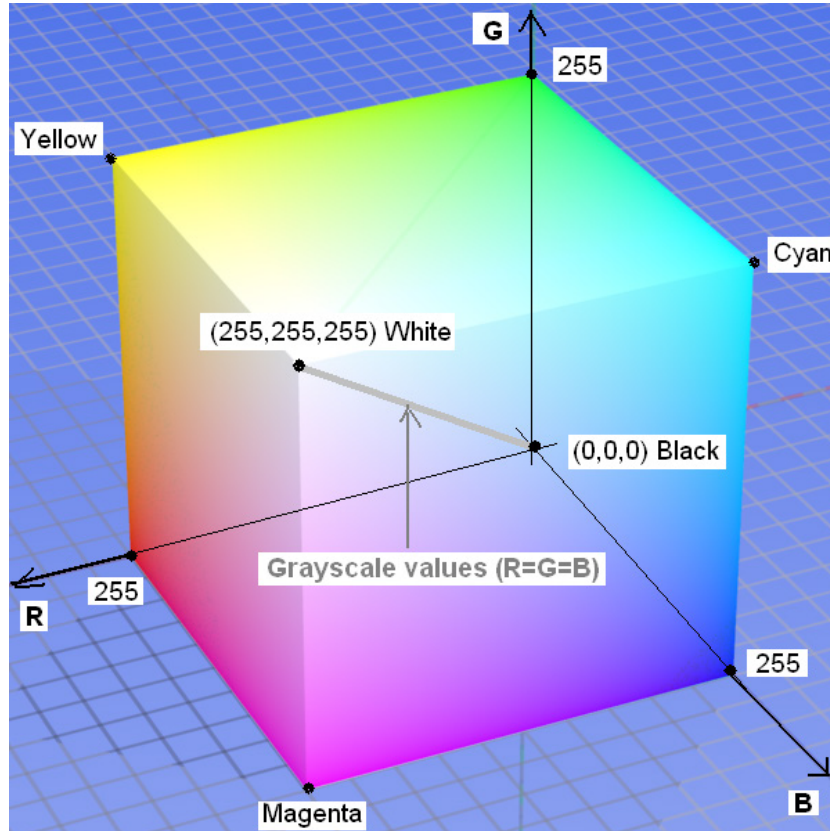 G
255
Yellow
Cyan
(255,255,255) White
(0,0,0) Black
Grayscale values (R=G=B)
255
R
255
B
Magenta